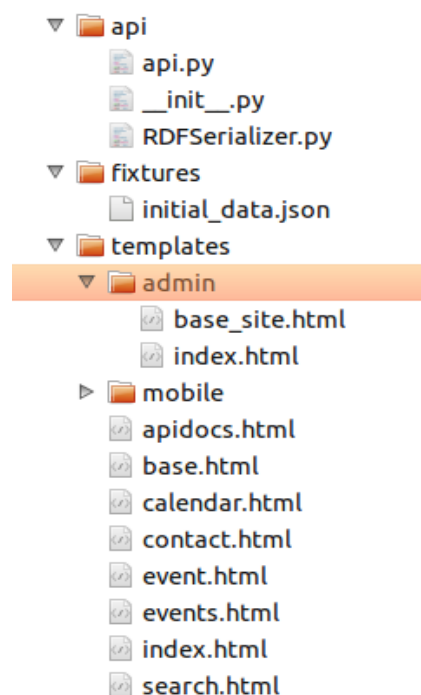 api
api.py
__init__.py
RDFSerializer.py
fixtures
initial_data.json
templates
admin
base_site.html
index.html
mobile
apidocs.html
base.html
calendar.html
contact.html
event.html
events.html
index.html
search.html